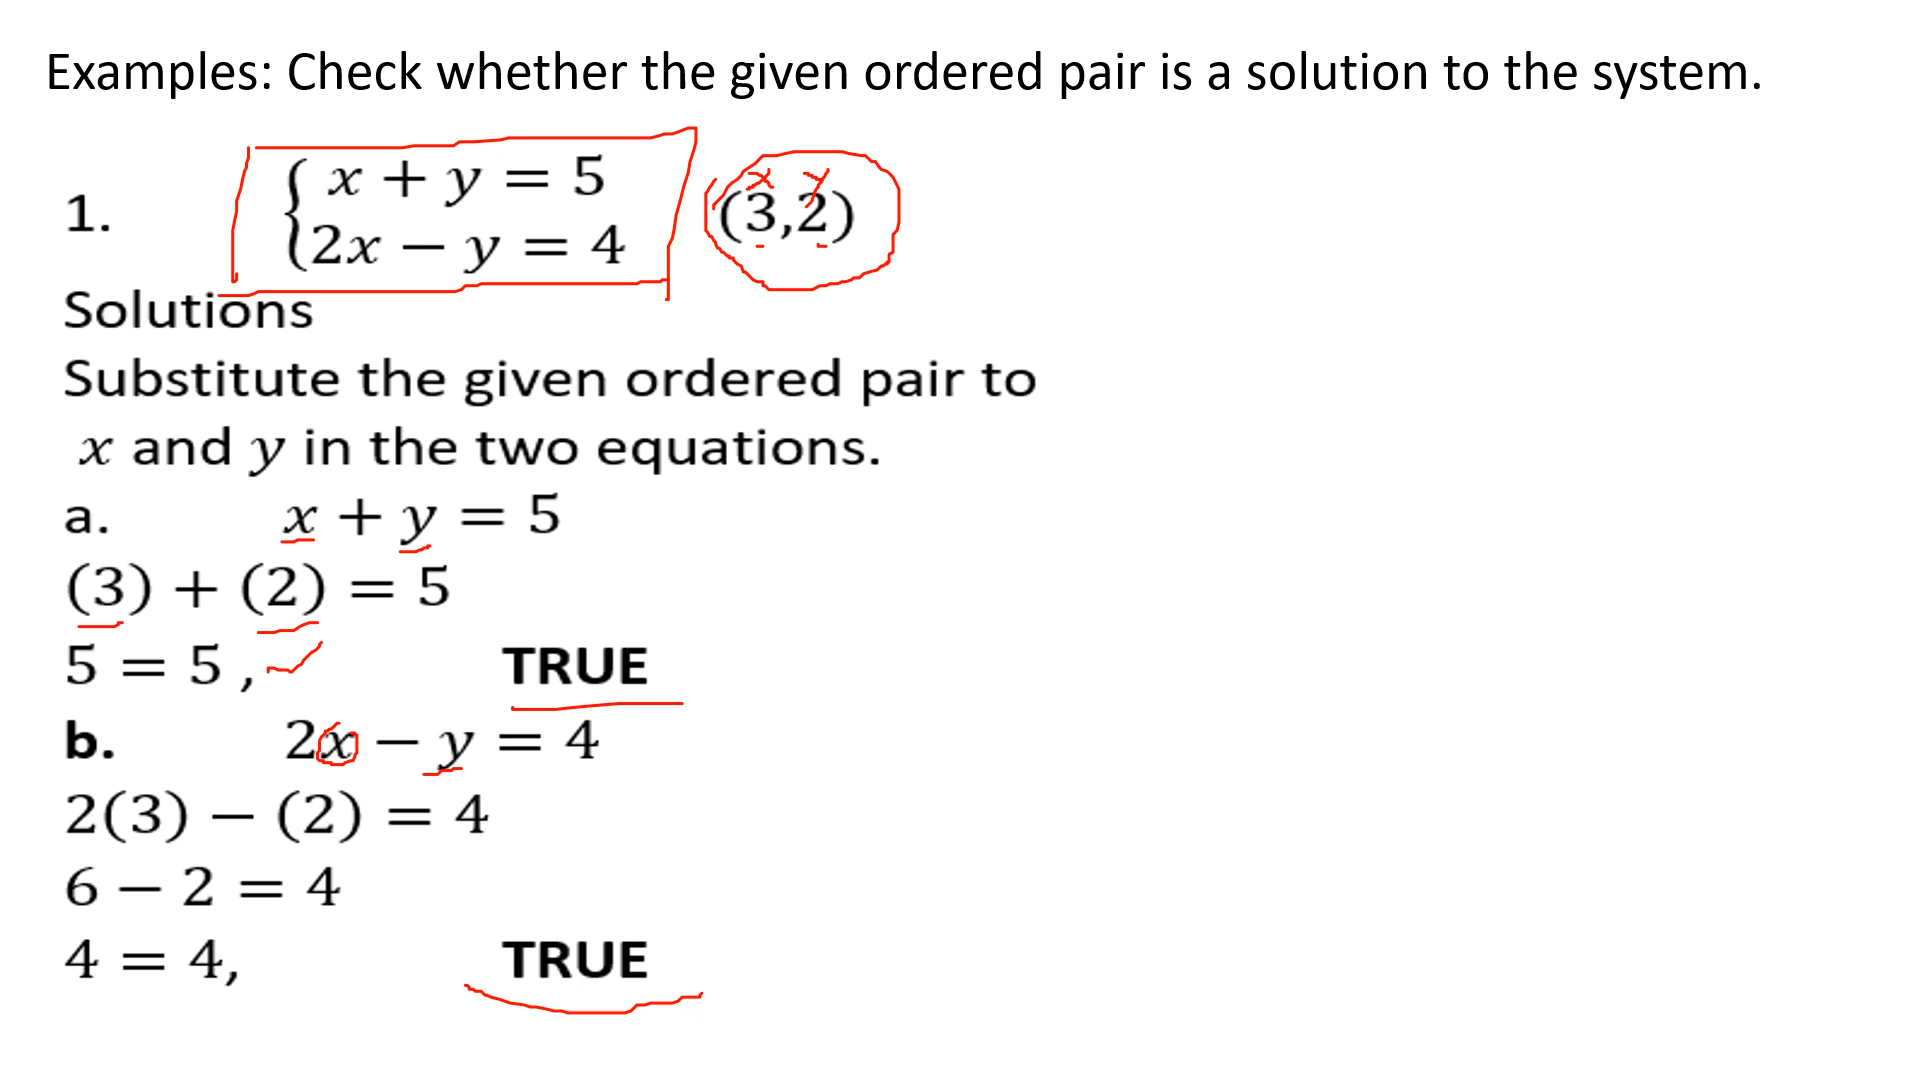 Examples: Check whether the given ordered pair is a solution to the system.
1. { x + y = 5
2x − y = 4 (3,2)
x y
Solutions
Substitute the given ordered pair to
x and y in the two equations.
a. x + y = 5
(3) + (2) = 5
5 = 5 , TRUE
b. 2x − y = 4
2(3) − (2) = 4
6 − 2 = 4
4 = 4, TRUE